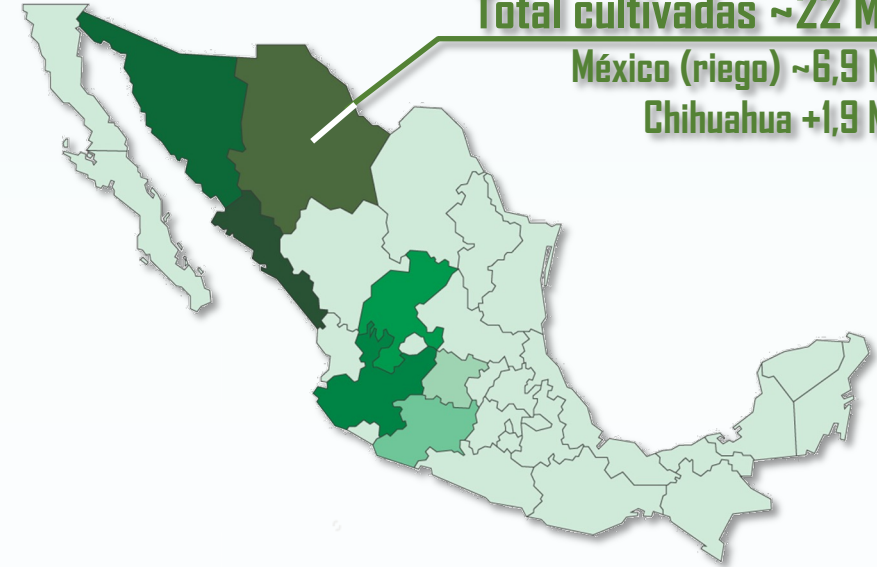 Total cultivadas ~22 M
México (riego) ~6,9 M
Chihuahua +1,9 M